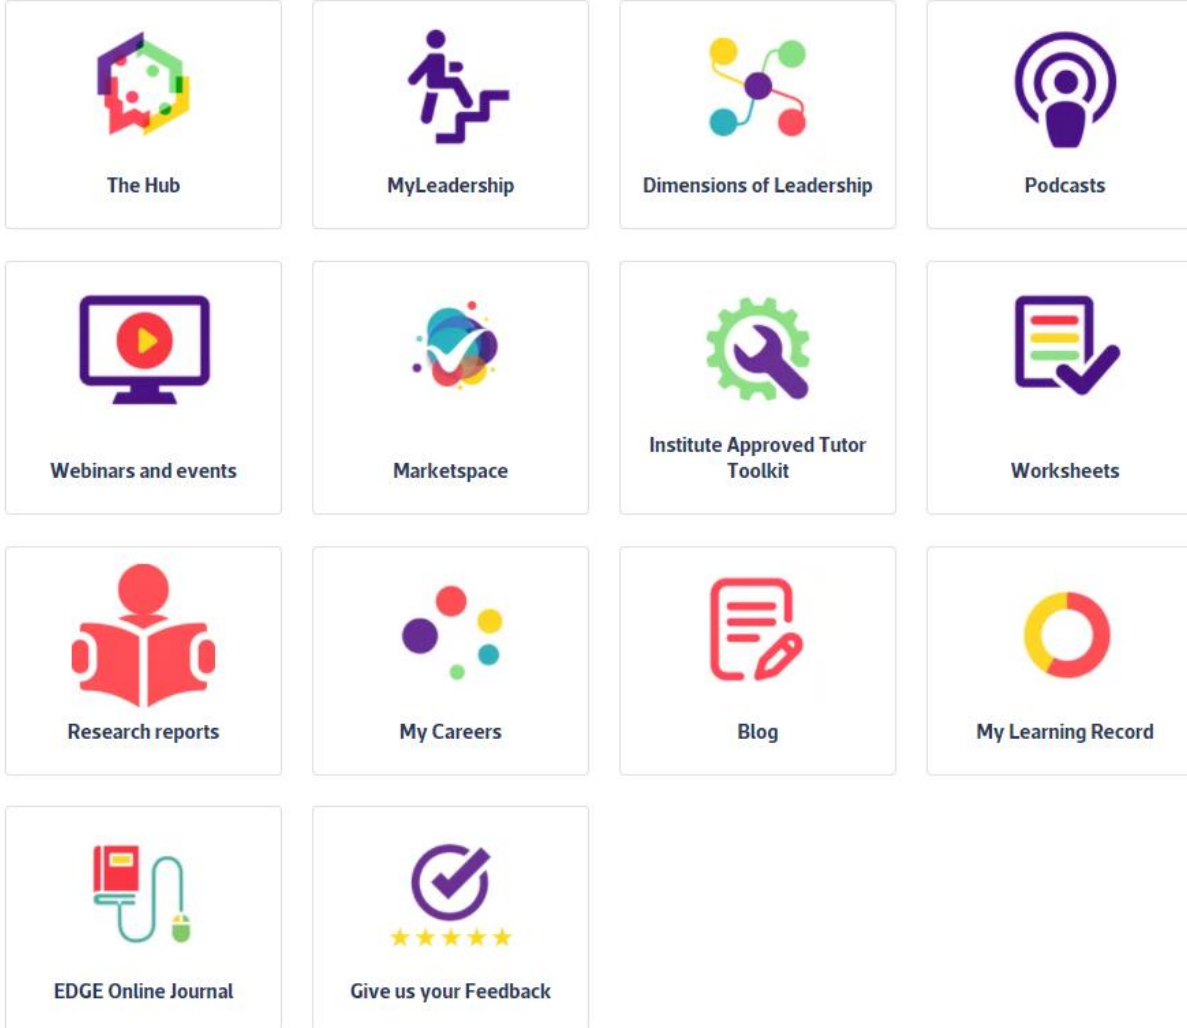 The Hub
MyLeadership
Dimensions of Leadership
Podcasts
Webinars and events
Marketspace
Institute Approved Tutor
Toolkit
Worksheets
Research reports
My Careers
Blog
My Learning Record
EDGE Online Journal
Give us your Feedback